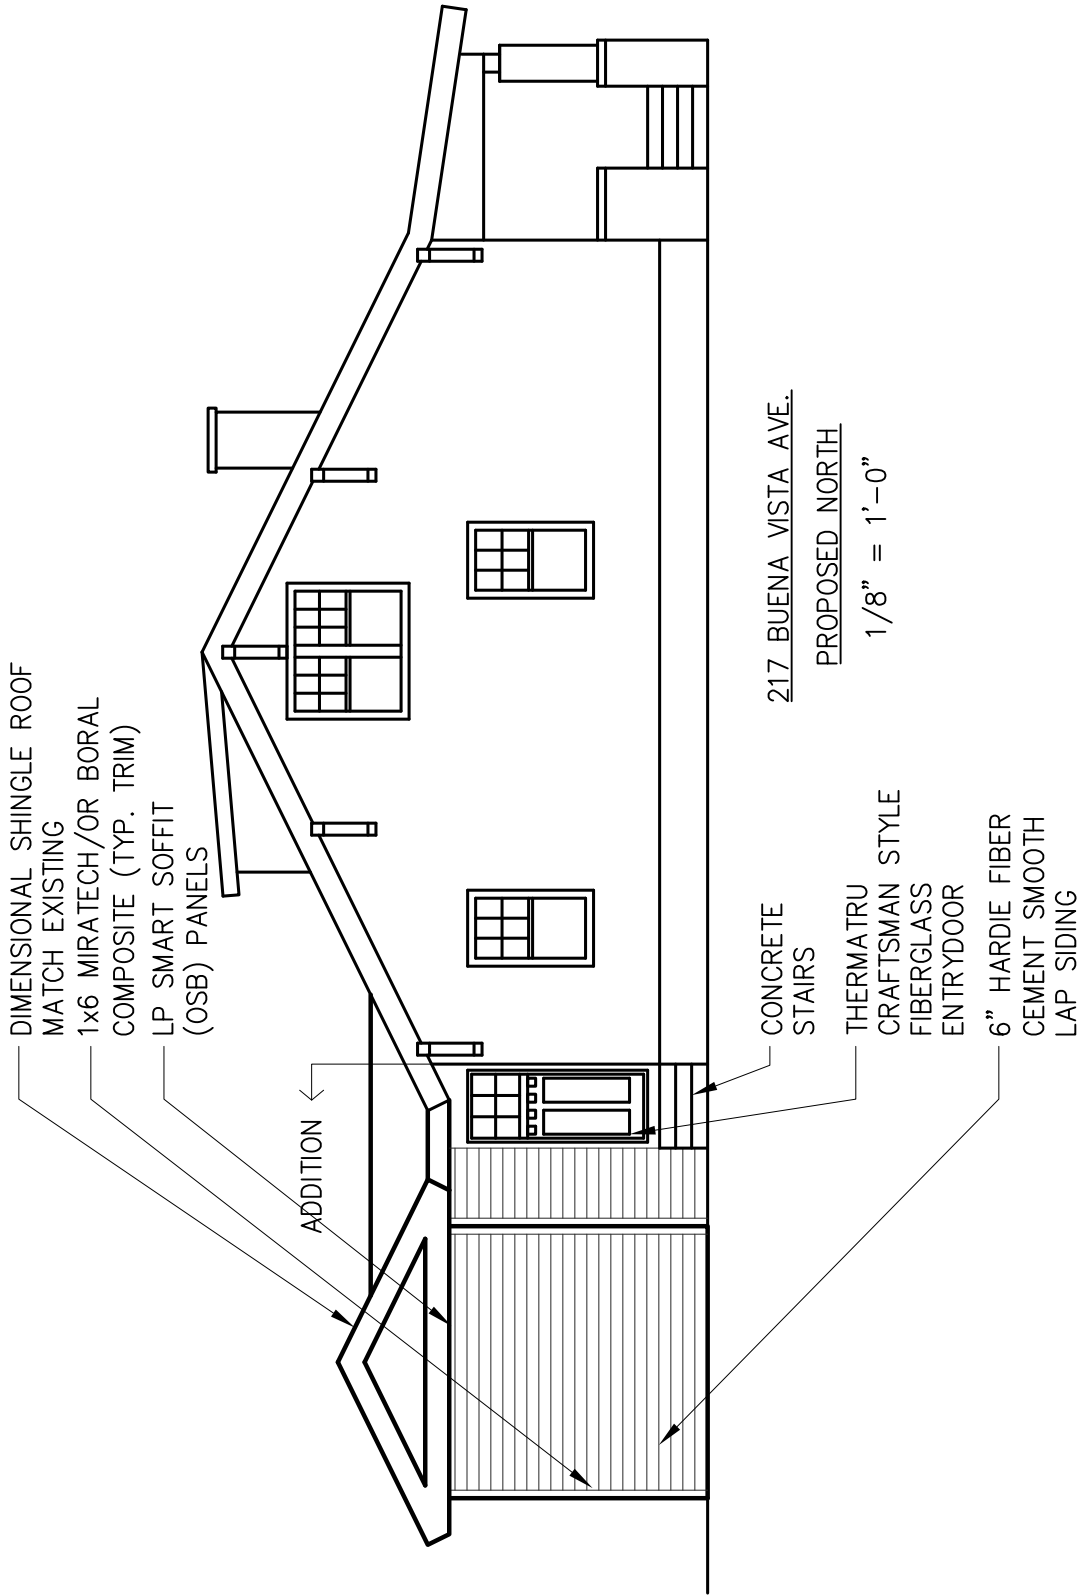 DIMENSIONAL SHINGLE ROOF
MATCH EXISTING
1x6 MIRATECH/OR BORAL
COMPOSITE (TYP. TRIM)
LP SMART SOFFIT
(OSB) PANELS
ADDITION
CONCRETE
STAIRS
THERMATRU
CRAFTSMAN STYLE
FIBERGLASS
ENTRYDOOR
6" HARDIE FIBER
CEMENT SMOOTH
LAP SIDING
217 BUENA VISTA AVE.
PROPOSED NORTH
1/8" = 1'-0"